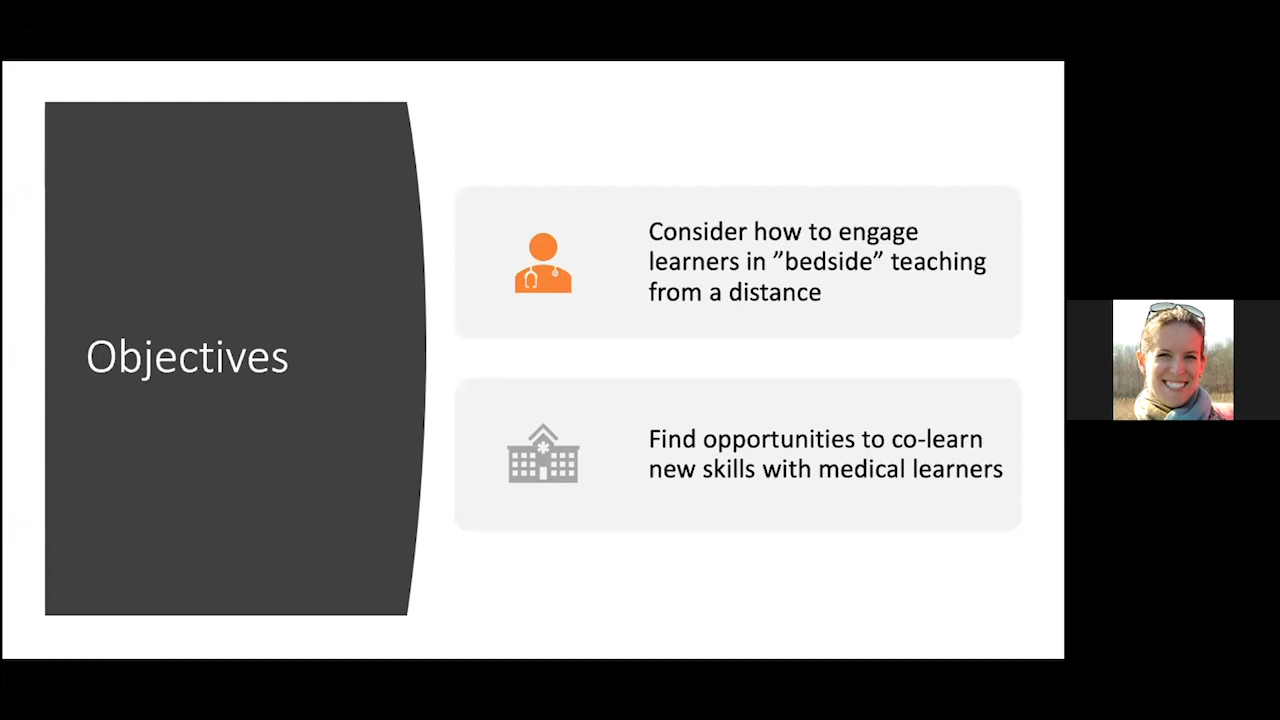 Objectives
Consider how to engage
learners in ”bedside” teaching
from a distance
Find opportunities to co-learn
new skills with medical learners